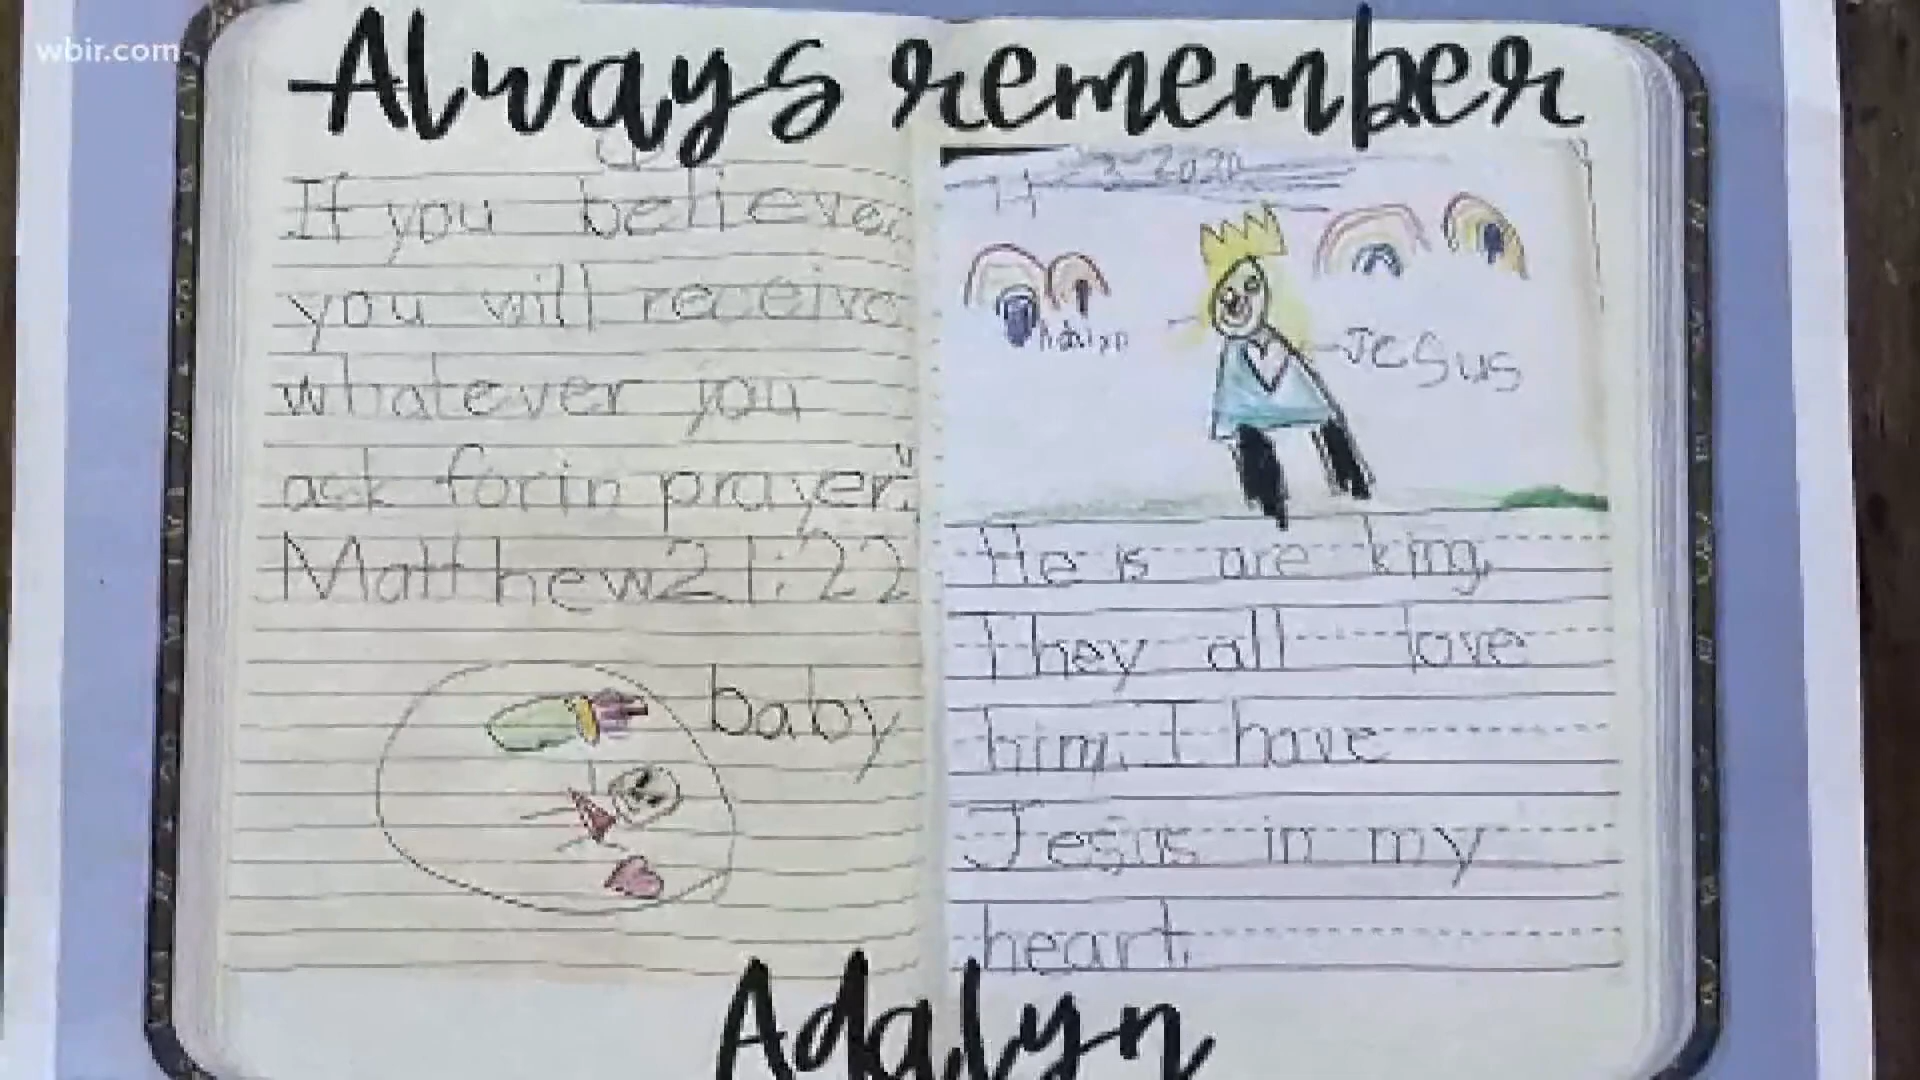 wbir.com
Always remember
If you believe
you will receive
whatever you
ask for in prayer."
Matthew 21:22
baby
2020
Jesus
He is are king.
They all love
him. I have
Jesus in my
heart.
Adalyn